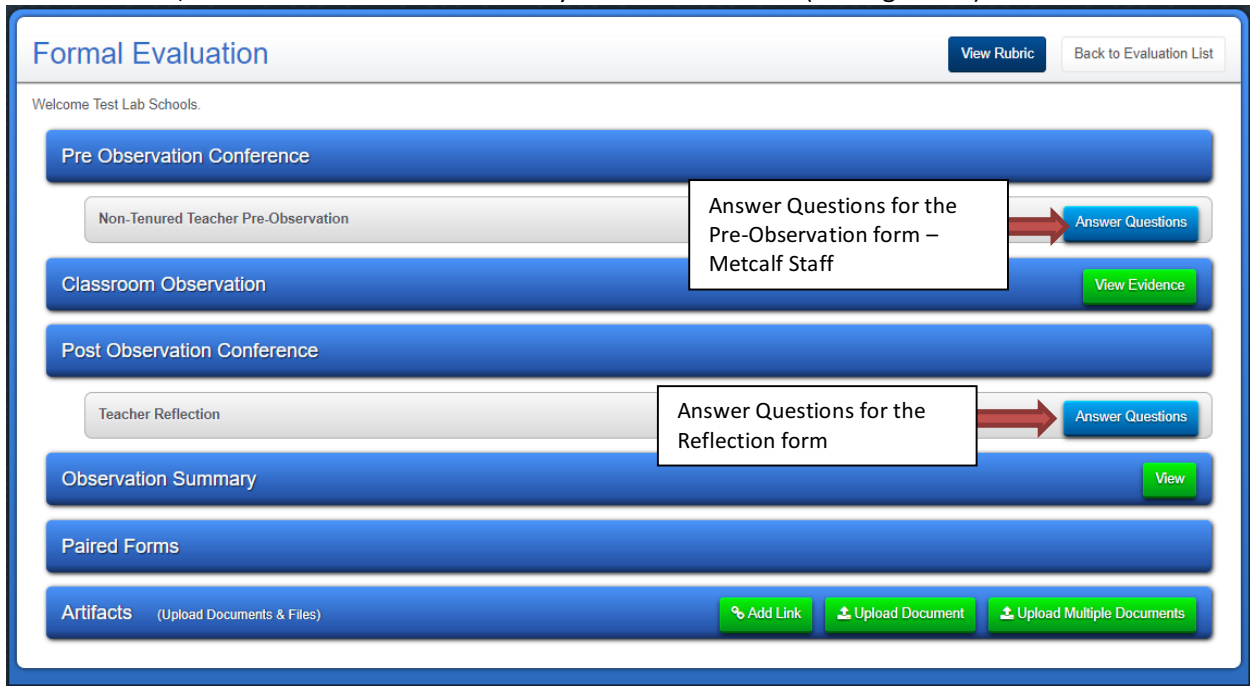 Formal Evaluation
View Rubric
Back to Evaluation List
Welcome Test Lab Schools.
Pre Observation Conference
Non-Tenured Teacher Pre-Observation
Answer Questions for the
Pre-Observation form –
Metcalf Staff
Answer Questions
Classroom Observation
View Evidence
Post Observation Conference
Teacher Reflection
Answer Questions for the
Reflection form
Answer Questions
Observation Summary
View
Paired Forms
Artifacts (Upload Documents & Files)
Add Link
Upload Document
Upload Multiple Documents